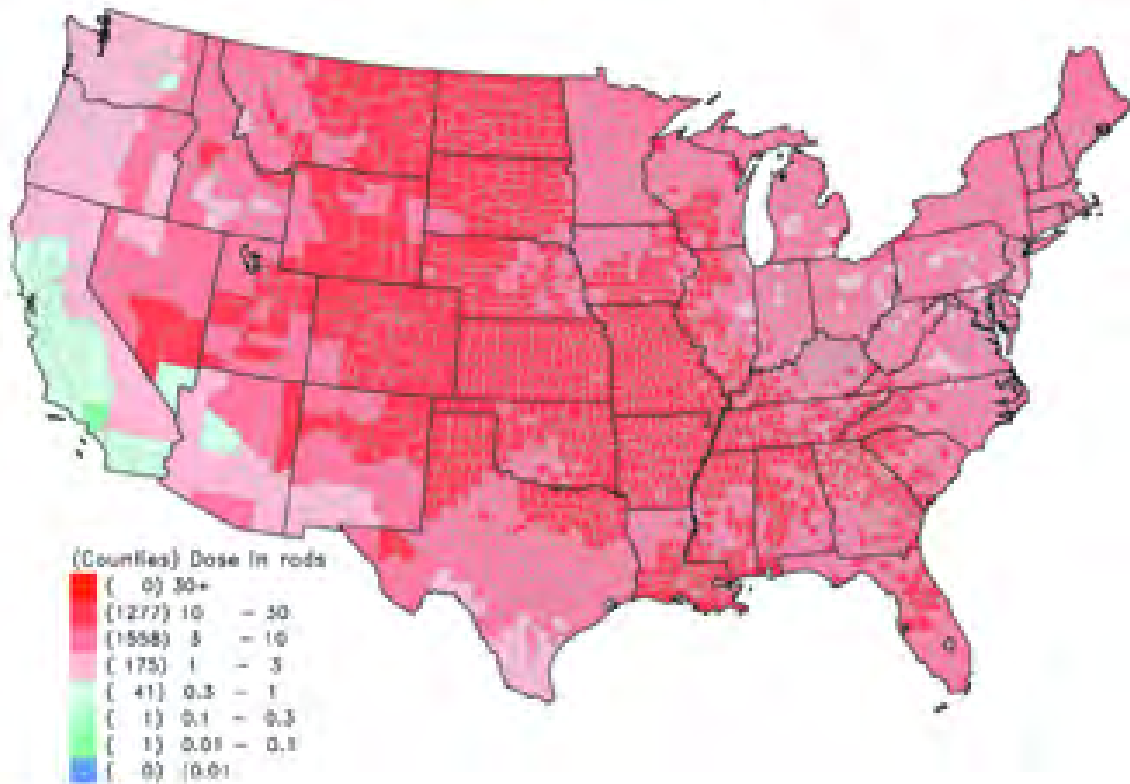 (Counties) Dose in rads
( 0) 30+
(1277) 10 - 30
(1558) 3 - 10
( 175) 1 - 3
( 41) 0.3 - 1
( 1) 0.1 - 0.3
( 1) 0.01 - 0.1
( 0) <0.01